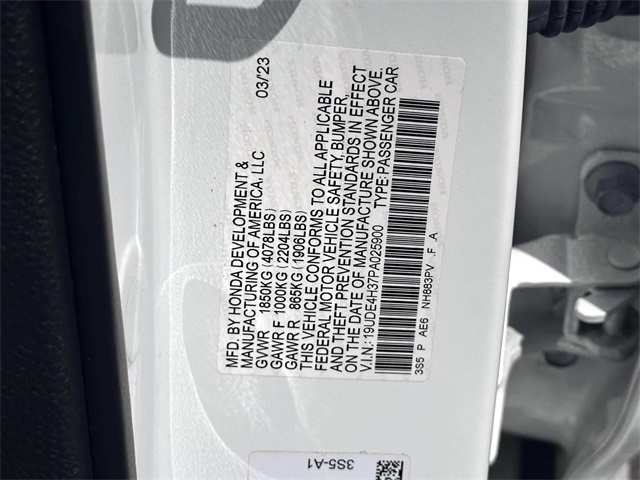 MFD. BY HONDA DEVELOPMENT &
MANUFACTURING OF AMERICA, LLC 03/23
GVWR 1850KG(4078LBS)
GAWR F 1000KG(2204LBS)
GAWR R 865KG(1906LBS)
THIS VEHICLE CONFORMS TO ALL APPLICABLE
FEDERAL MOTOR VEHICLE SAFETY, BUMPER,
AND THEFT PREVENTION STANDARDS IN EFFECT
ON THE DATE OF MANUFACTURE SHOWN ABOVE.
V.I.N.: 19UDE4H37PA025900 TYPE: PASSENGER CAR
3S5 P AE6 NH883PV .F .A
3S5-A1